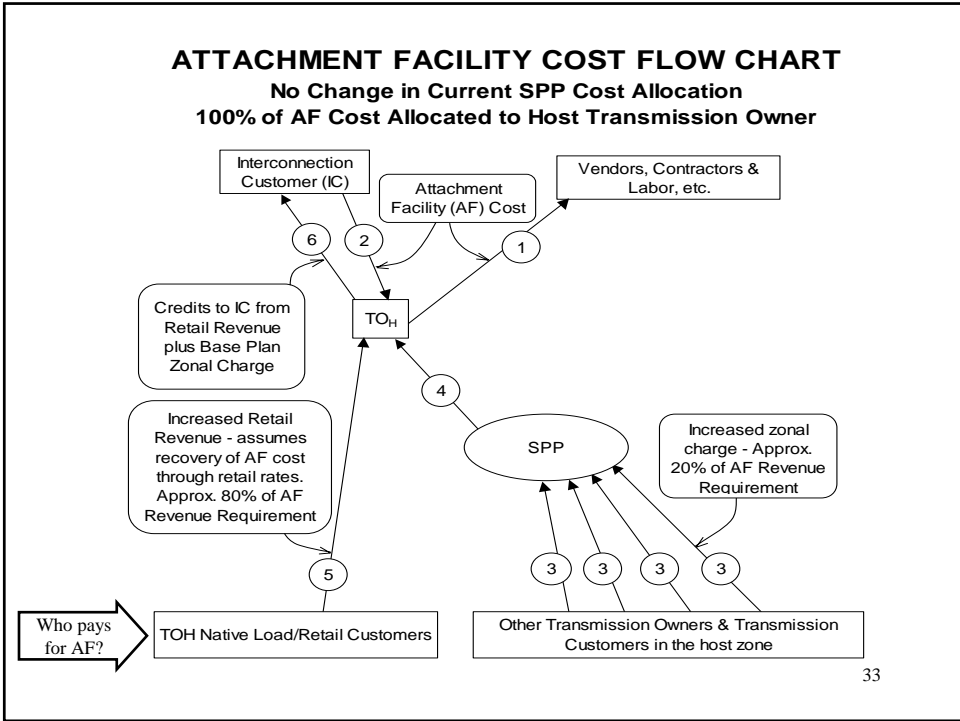 ATTACHMENT FACILITY COST FLOW CHART
No Change in Current SPP Cost Allocation
100% of AF Cost Allocated to Host Transmission Owner
Interconnection
Customer (IC)
Attachment
Facility (AF) Cost
Vendors, Contractors &
Labor, etc.
6
2
1
Credits to IC from
Retail Revenue
plus Base Plan
Zonal Charge
TOH
4
Increased Retail
Revenue - assumes
recovery of AF cost
through retail rates.
Approx. 80% of AF
Revenue Requirement
SPP
Increased zonal
charge - Approx.
20% of AF Revenue
Requirement
5
3
3
3
3
Who pays
for AF?
TOH Native Load/Retail Customers
Other Transmission Owners & Transmission
Customers in the host zone
33